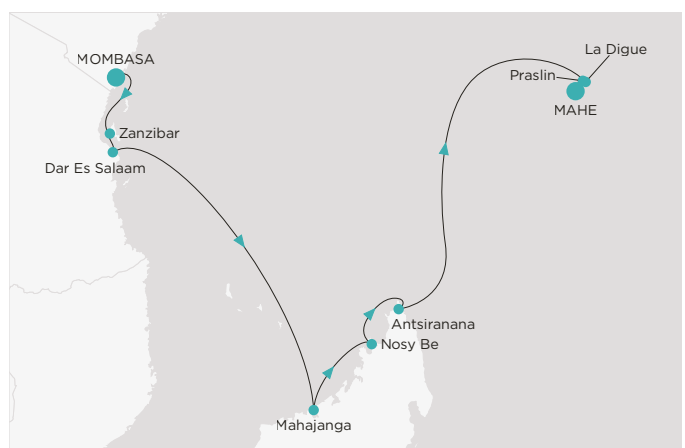 MOMBASA
Zanzibar
Dar Es Salaam
La Digue
Praslin
MAHE
Antsiranana
Nosy Be
Mahajanga